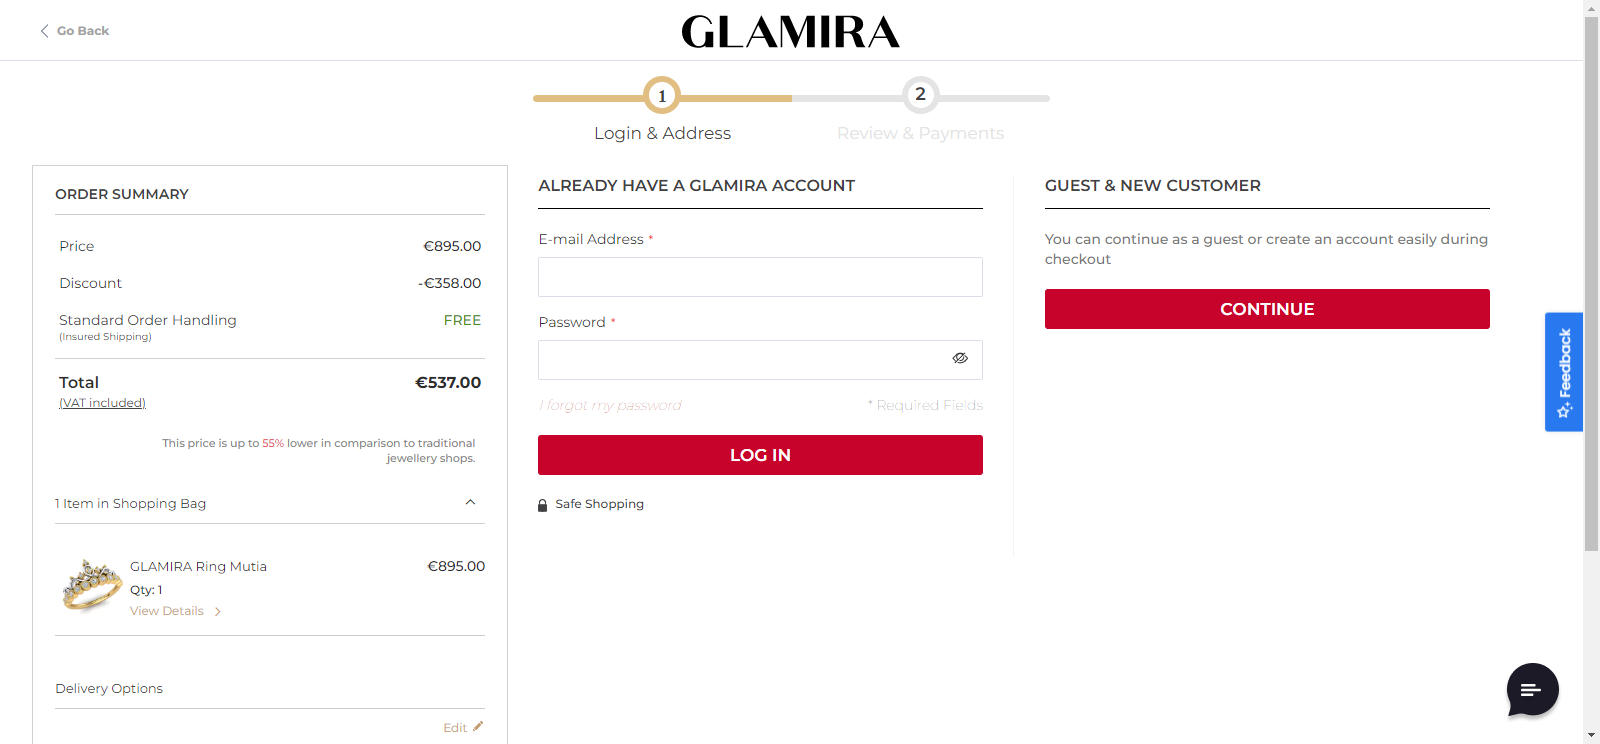 Go Back
GLAMIRA
1
2
Login & Address
Review & Payments
ORDER SUMMARY
Price €895.00
Discount -€358.00
Standard Order Handling FREE
(Insured Shipping)
Total €537.00
(VAT included)
This price is up to 55% lower in comparison to traditional
jewellery shops.
1 Item in Shopping Bag
GLAMIRA Ring Mutia €895.00
Qty: 1
View Details
Delivery Options
Edit
ALREADY HAVE A GLAMIRA ACCOUNT
E-mail Address *
Password *
I forgot my password * Required Fields
LOG IN
Safe Shopping
GUEST & NEW CUSTOMER
You can continue as a guest or create an account easily during
checkout
CONTINUE
Feedback